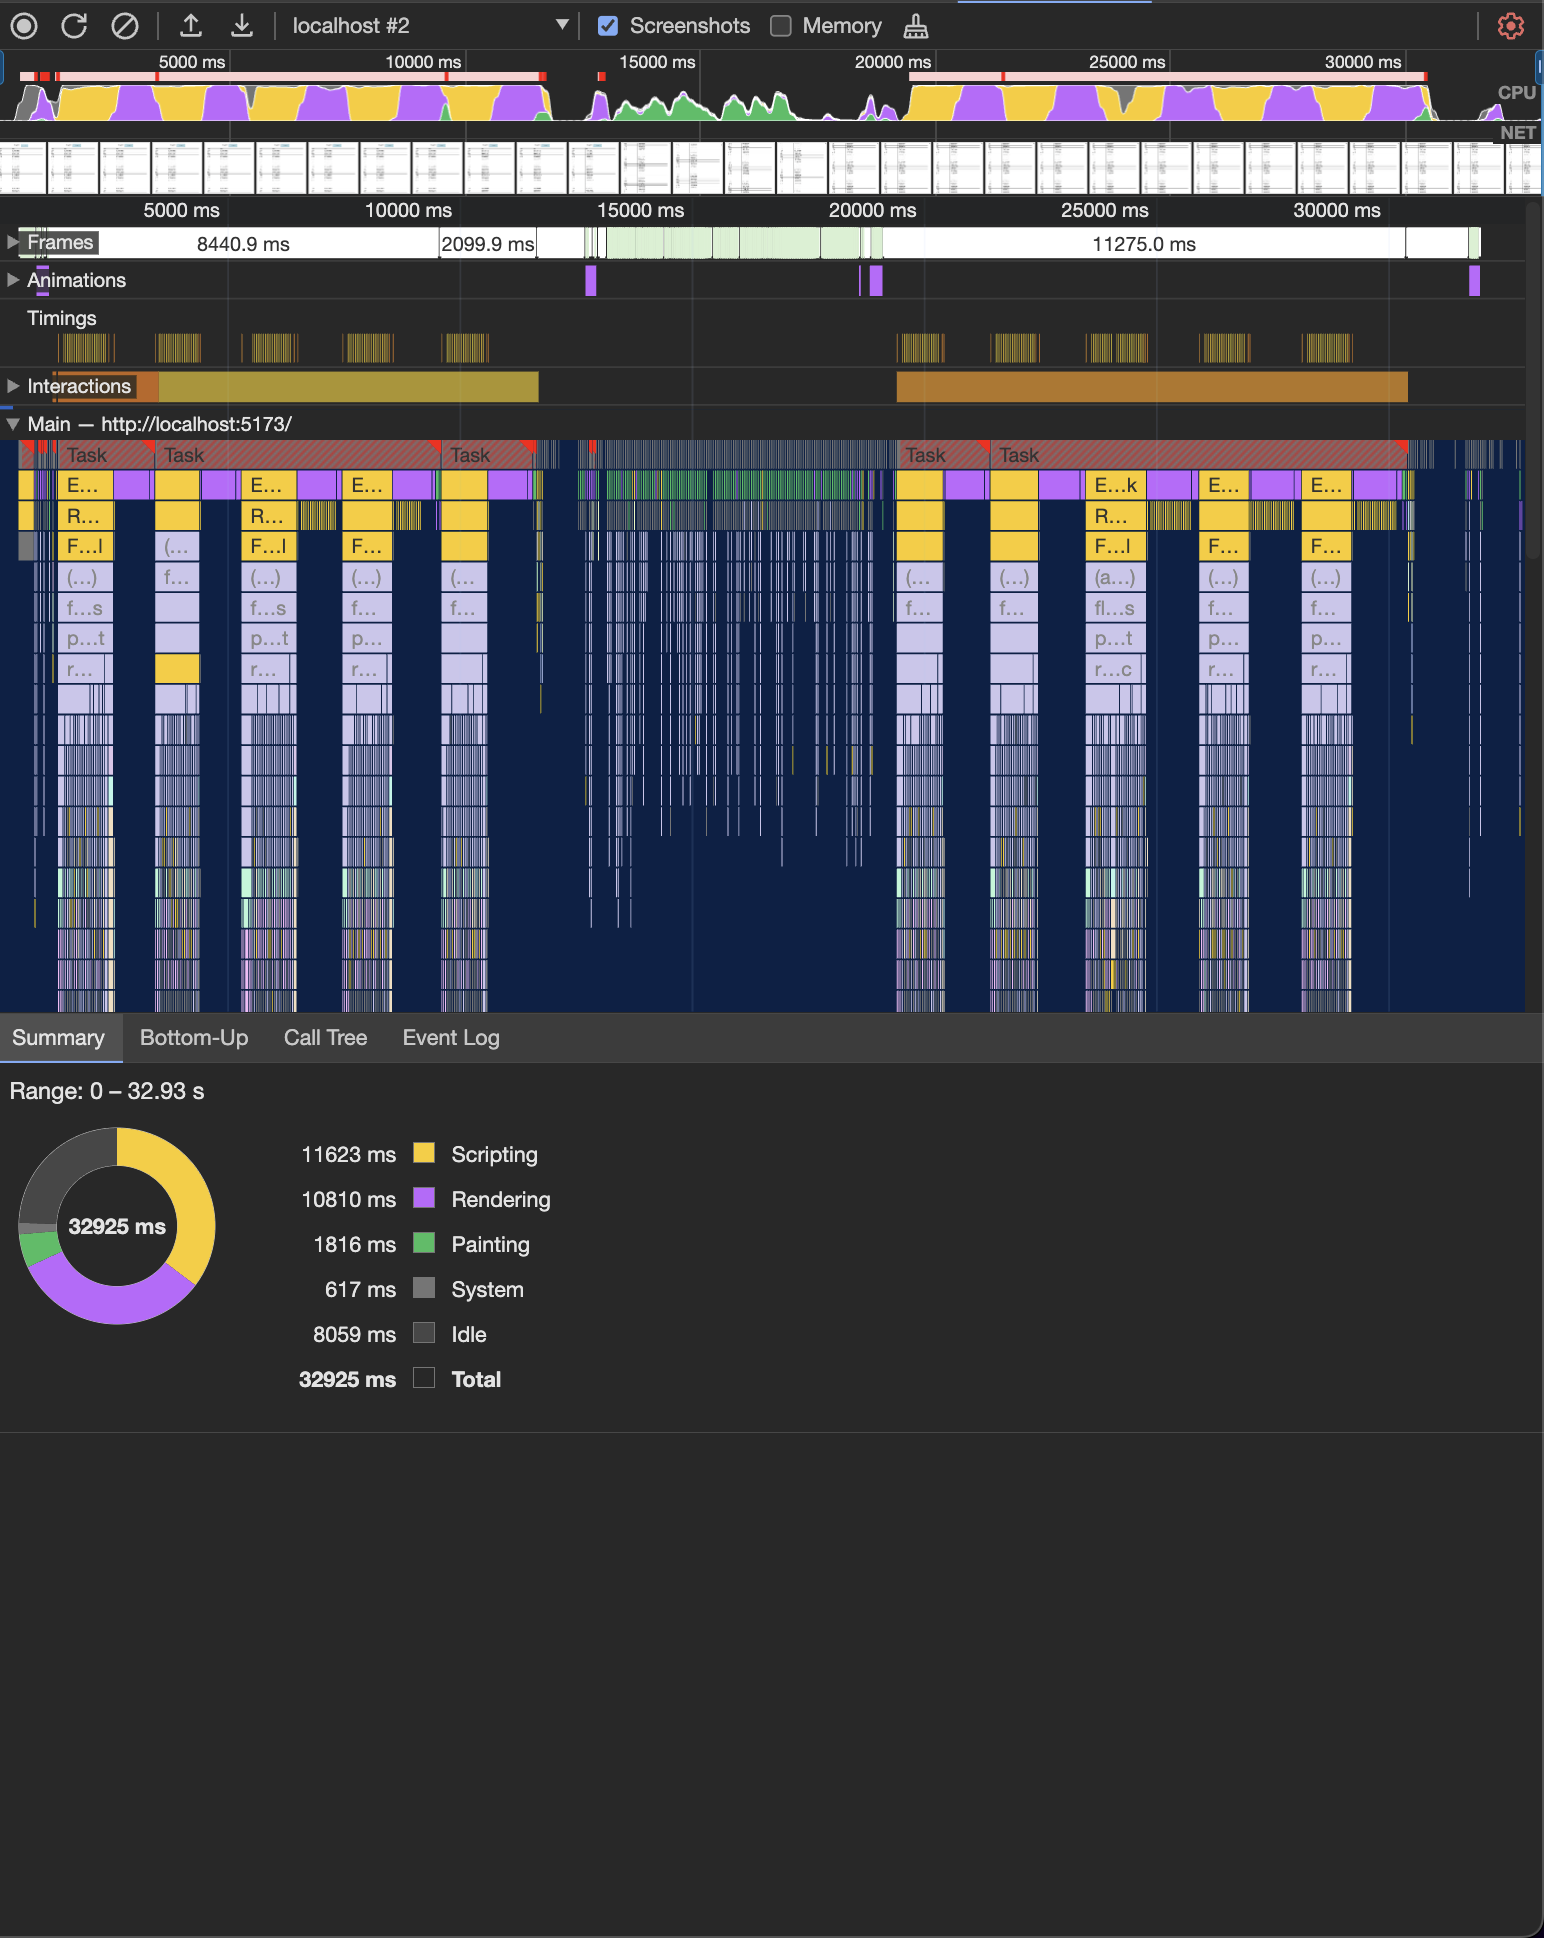 localhost #2 Screenshots Memory
5000 ms 10000 ms 15000 ms 20000 ms 25000 ms 30000 ms
CPU
NET
5000 ms 10000 ms 15000 ms 20000 ms 25000 ms 30000 ms
Frames 8440.9 ms 2099.9 ms 11275.0 ms
Animations
Timings
Interactions
Main — http://localhost:5173/
Task Task Task Task Task
E... E... E... E...k E... E...
R... R... R...
F...l F...l F... F...l F... F...
(... 
(...) f... (...) (...) (... (... (...) (a...) (...) (...)
f...s f...s f... f... f... f... fl...s f... f...
p...t p...t p... p...t p... p...
r... r... r... r...c r... r...
Summary Bottom-Up Call Tree Event Log
Range: 0 – 32.93 s
32925 ms
11623 ms Scripting
10810 ms Rendering
1816 ms Painting
617 ms System
8059 ms Idle
32925 ms Total